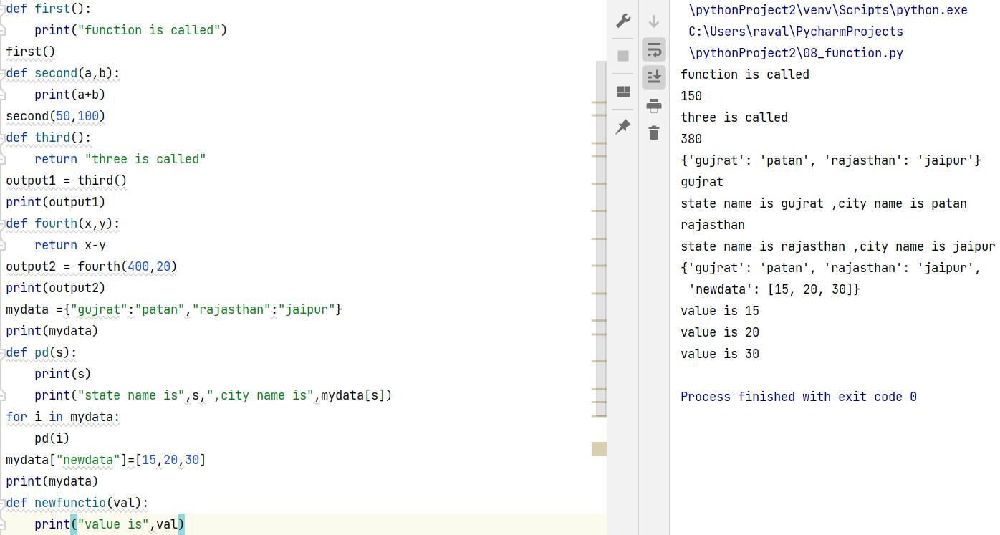 def first():
    print("function is called")
first()
def second(a,b):
    print(a+b)
second(50,100)
def third():
    return "three is called"
output1 = third()
print(output1)
def fourth(x,y):
    return x-y
output2 = fourth(400,20)
print(output2)
mydata ={"gujrat":"patan","rajasthan":"jaipur"}
print(mydata)
def pd(s):
    print(s)
    print("state name is",s,",city name is",mydata[s])
for i in mydata:
    pd(i)
mydata["newdata"]=[15,20,30]
print(mydata)
def newfunctio(val):
    print("value is",val)
\pythonProject2\venv\Scripts\python.exe
C:\Users\raval\PycharmProjects
\pythonProject2\08_function.py
function is called
150
three is called
380
{'gujrat': 'patan', 'rajasthan': 'jaipur'}
gujrat
state name is gujrat ,city name is patan
rajasthan
state name is rajasthan ,city name is jaipur
{'gujrat': 'patan', 'rajasthan': 'jaipur',
'newdata': [15, 20, 30]}
value is 15
value is 20
value is 30
Process finished with exit code 0